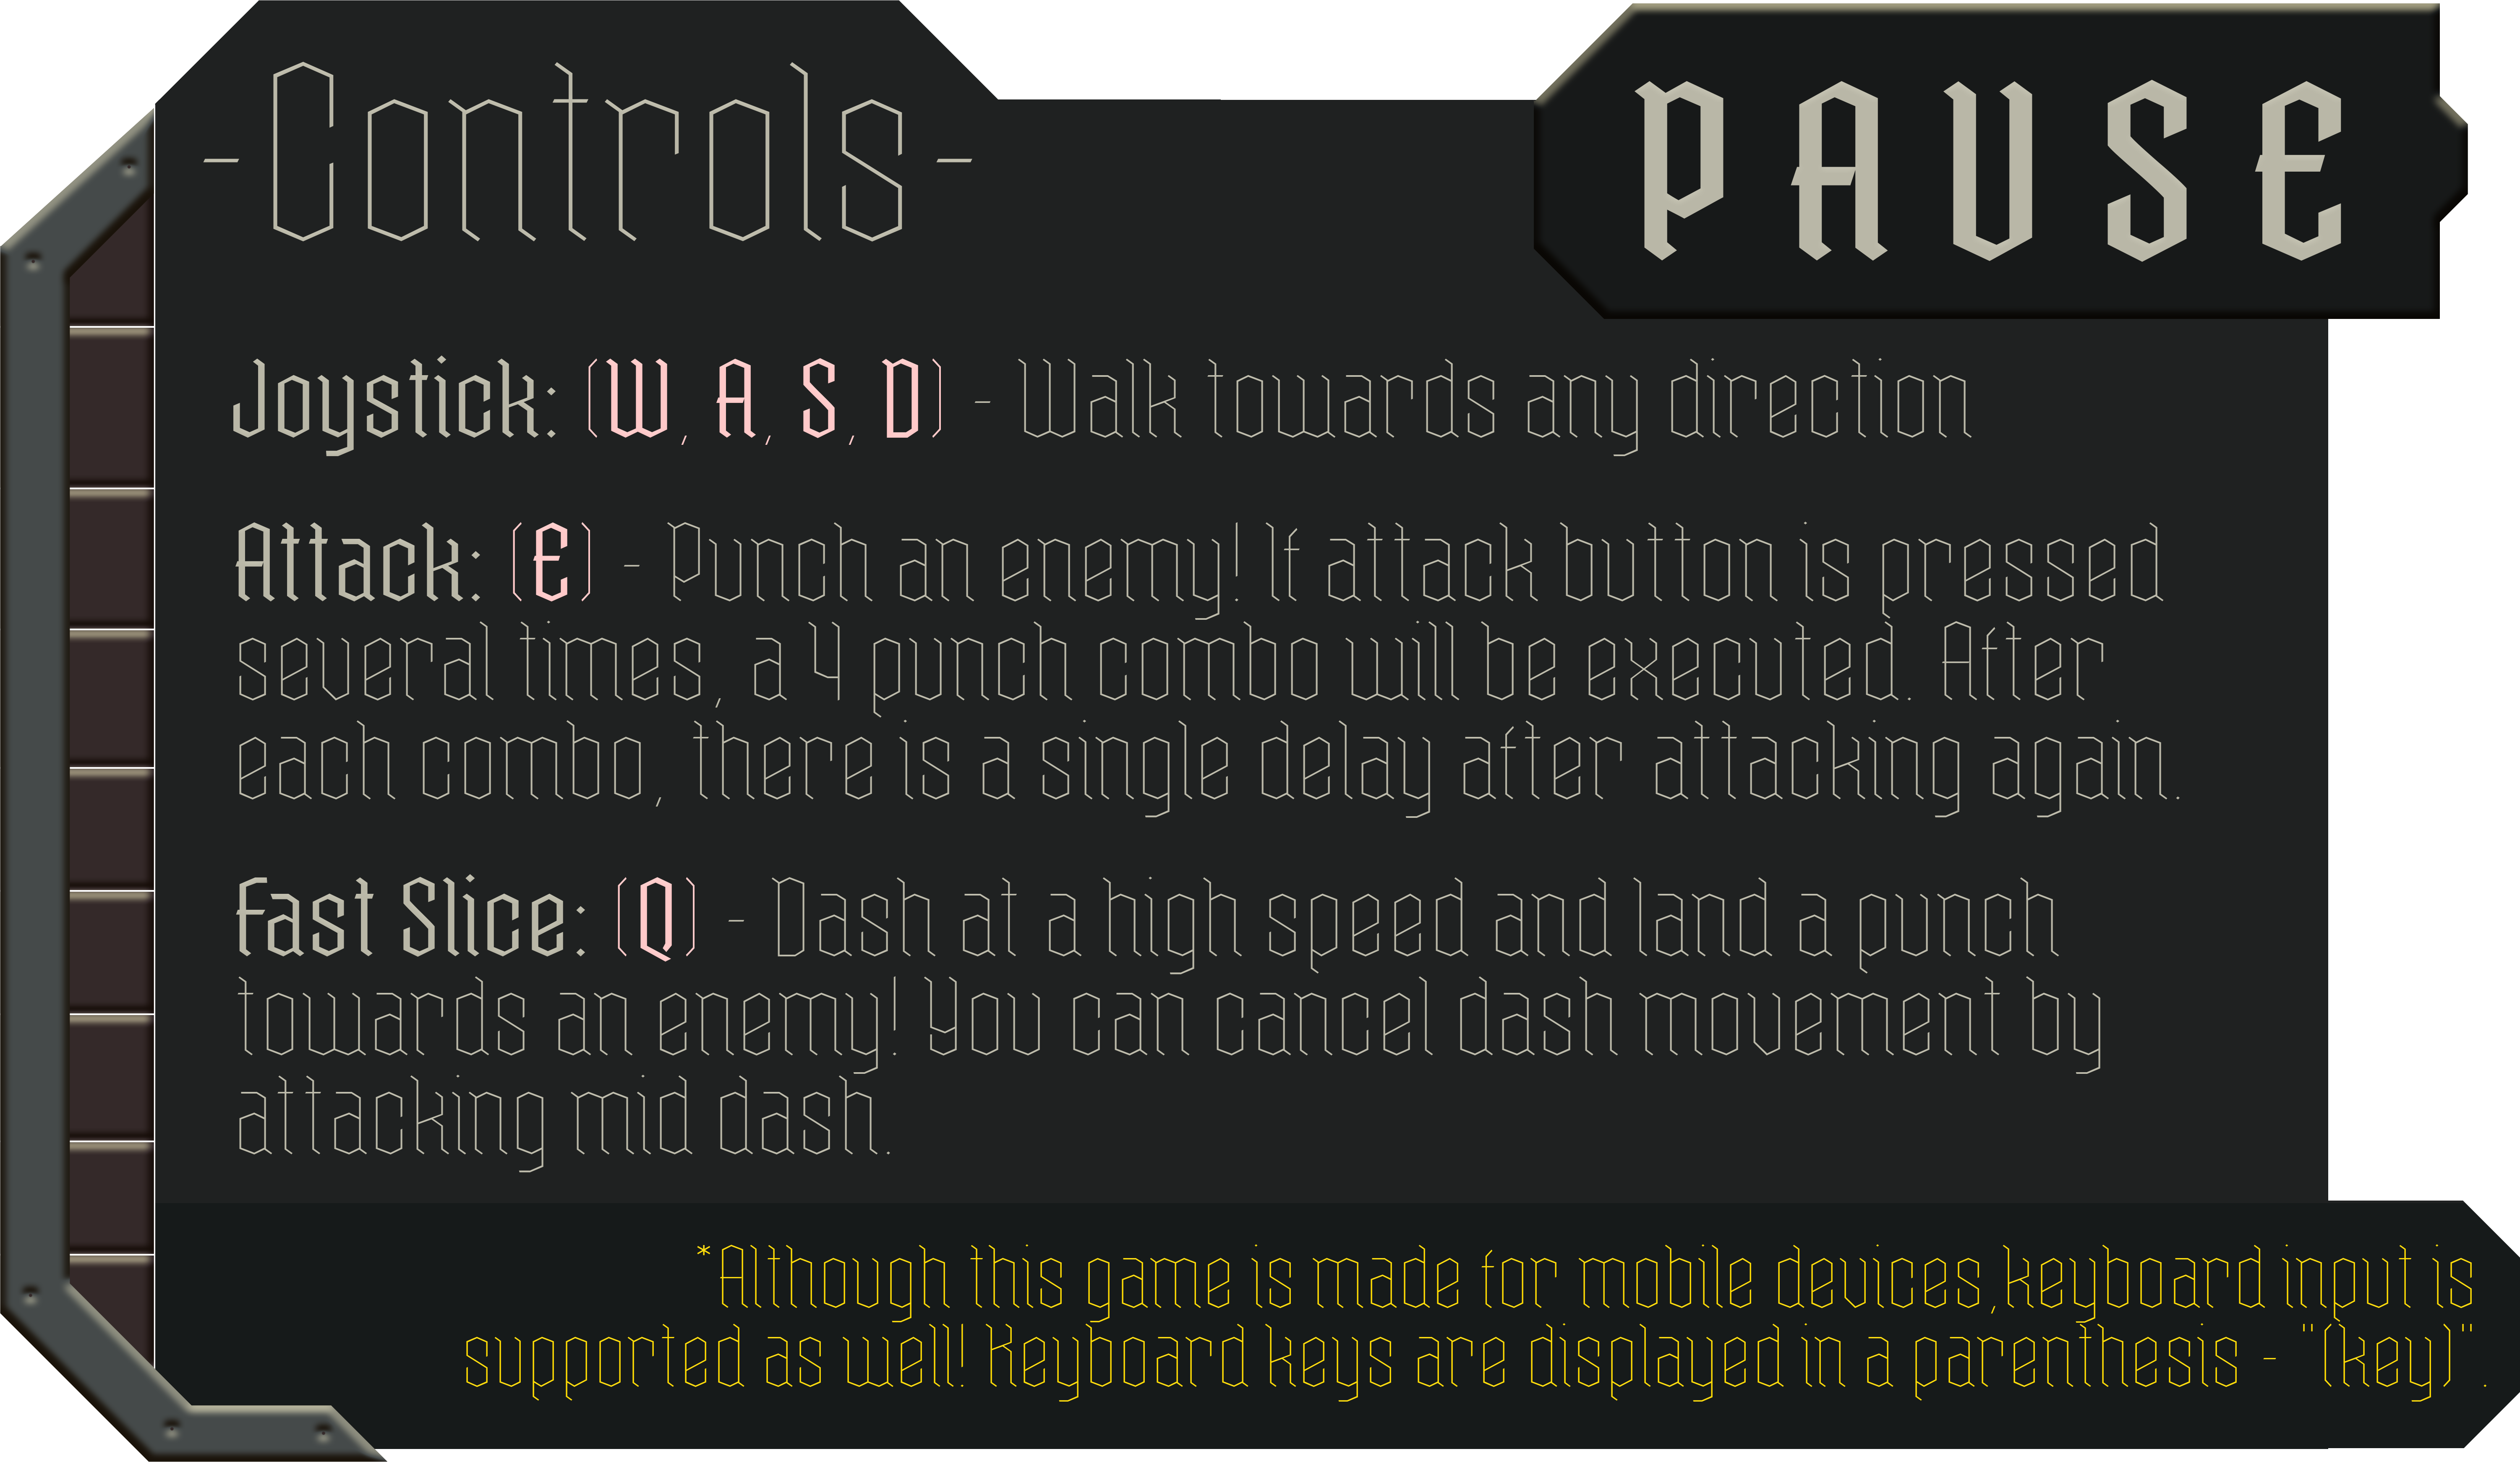 -Controls-
PAUSE
Joystick: (W, A, S, D) - Walk towards any direction
Attack: (E) - Punch an enemy! If attack button is pressed
several times, a 4 punch combo will be executed. After
each combo, there is a single delay after attacking again.
Fast Slice: (Q) - Dash at a high speed and land a punch
towards an enemy! You can cancel dash movement by
attacking mid dash.
*Although this game is made for mobile devices,keyboard input is
supported as well! Keyboard keys are displayed in a parenthesis - "(key)".